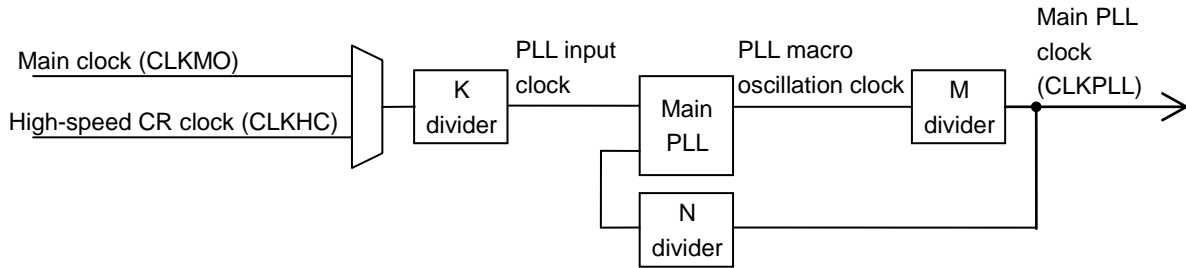 Main clock (CLKMO)
High-speed CR clock (CLKHC)
K
divider
PLL input
clock
Main
PLL
PLL macro
oscillation clock
M
divider
Main PLL
clock
(CLKPLL)
N
divider